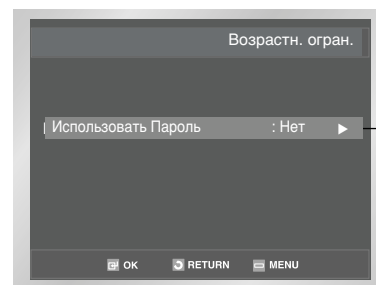 Возрастн. огран.
Использовать Пароль : Нет ►
OK RETURN MENU